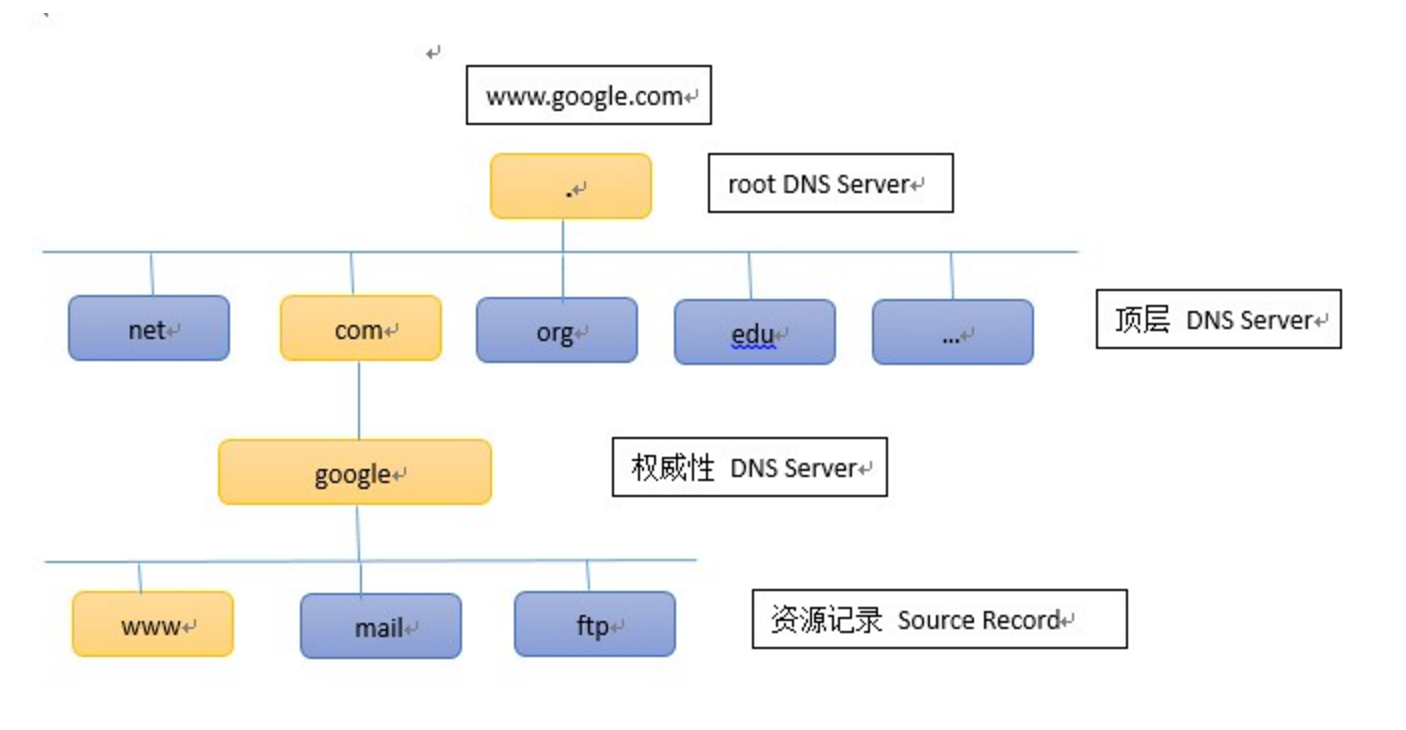 www.google.com
.
root DNS Server
net
com
org
edu
...
顶层 DNS Server
google
权威性 DNS Server
www
mail
ftp
资源记录 Source Record